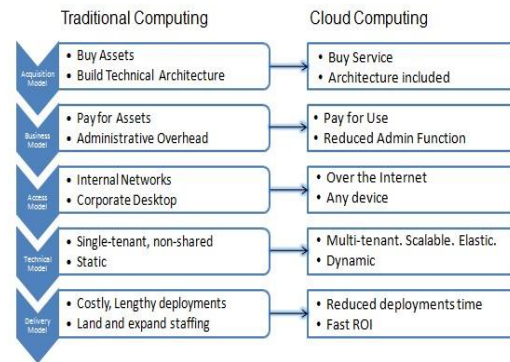 Traditional Computing
Cloud Computing
Acquisition
Model
• Buy Assets
• Build Technical Architecture
• Buy Service
• Architecture included
Business
Model
• Pay for Assets
• Administrative Overhead
• Pay for Use
• Reduced Admin Function
Access
Model
• Internal Networks
• Corporate Desktop
• Over the Internet
• Any device
Technical
Model
• Single-tenant, non-shared
• Static
• Multi-tenant. Scalable. Elastic.
• Dynamic
Delivery
Model
• Costly, Lengthy deployments
• Land and expand staffing
• Reduced deployments time
• Fast ROI